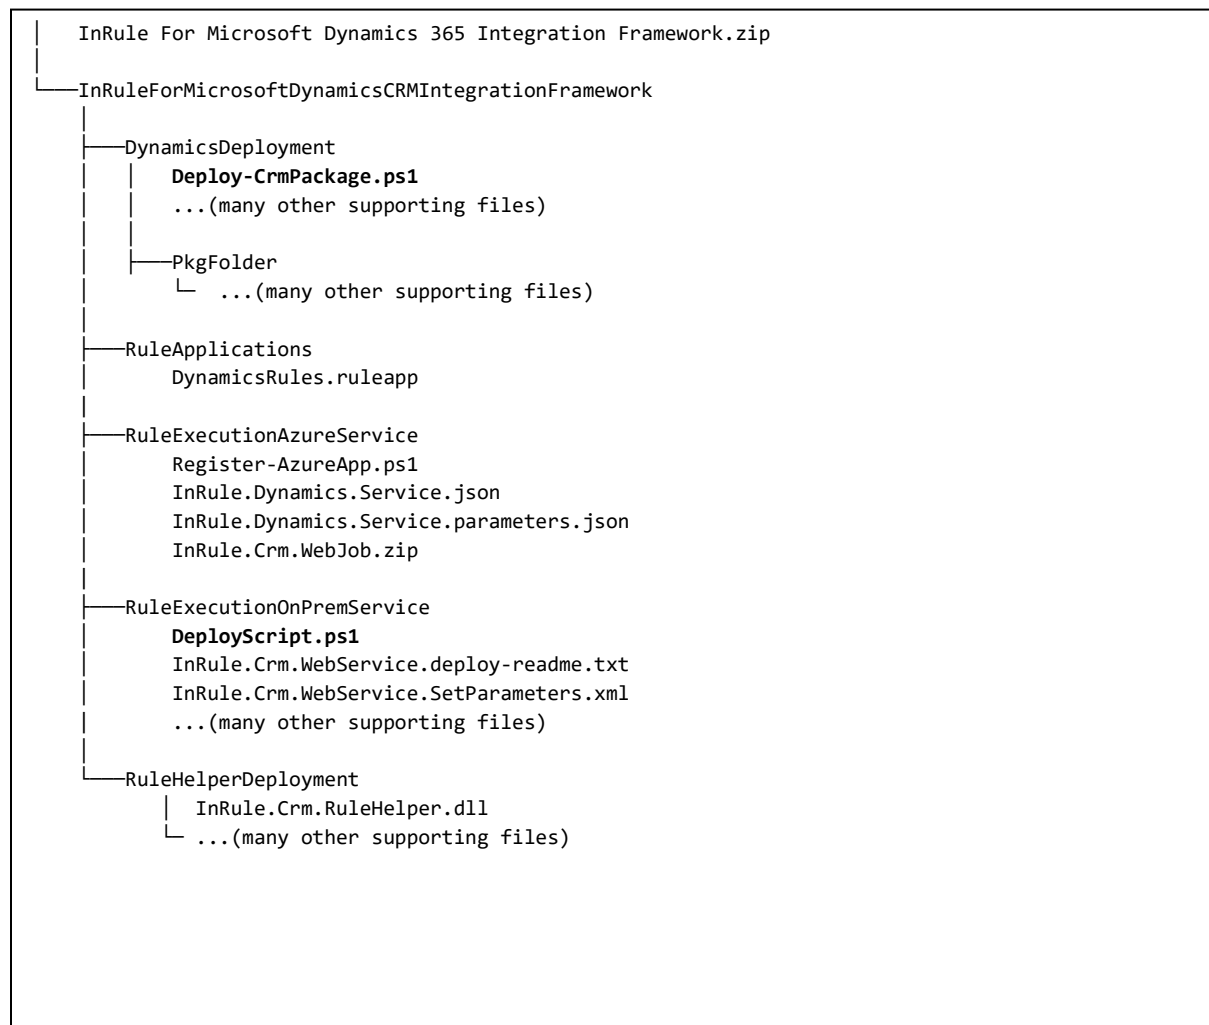 InRule For Microsoft Dynamics 365 Integration Framework.zip
InRuleForMicrosoftDynamicsCRMIntegrationFramework
DynamicsDeployment
Deploy-CrmPackage.ps1
...(many other supporting files)
PkgFolder
...(many other supporting files)
RuleApplications
DynamicsRules.ruleapp
RuleExecutionAzureService
Register-AzureApp.ps1
InRule.Dynamics.Service.json
InRule.Dynamics.Service.parameters.json
InRule.Crm.WebJob.zip
RuleExecutionOnPremService
DeployScript.ps1
InRule.Crm.WebService.deploy-readme.txt
InRule.Crm.WebService.SetParameters.xml
...(many other supporting files)
RuleHelperDeployment
InRule.Crm.RuleHelper.dll
...(many other supporting files)